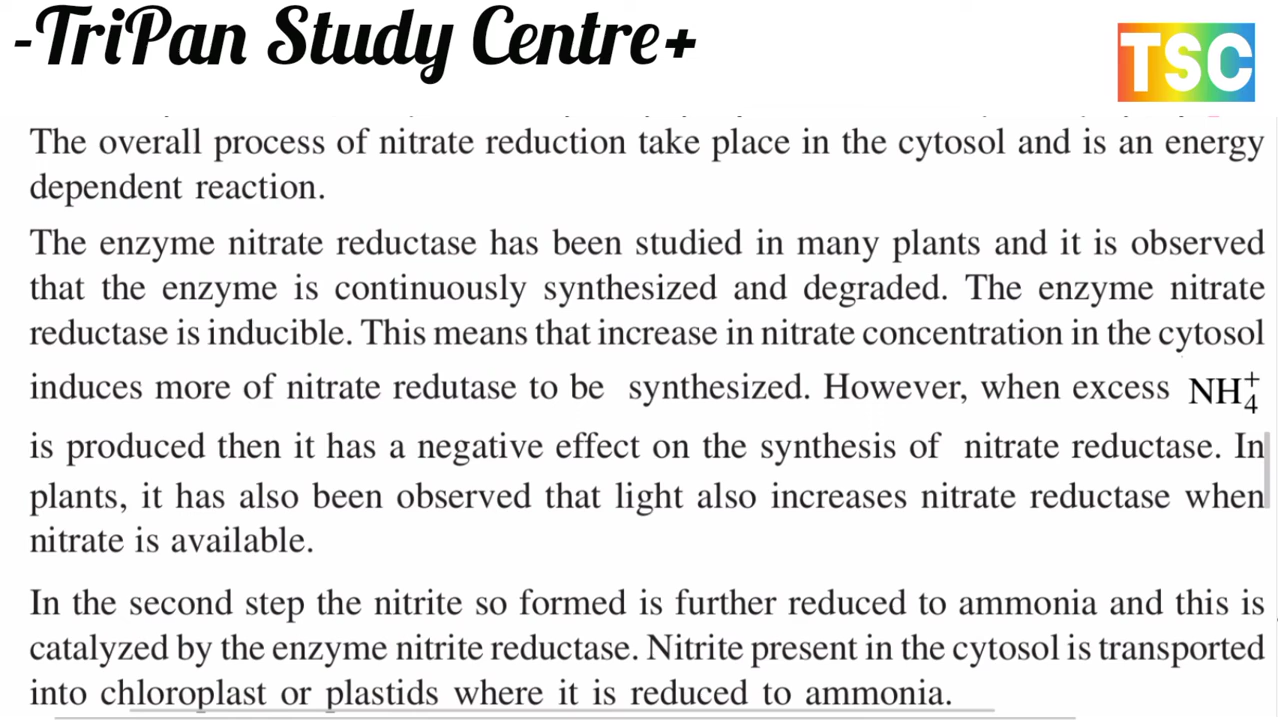 -TriPan Study Centre+
TSC
The overall process of nitrate reduction take place in the cytosol and is an energy
dependent reaction.
The enzyme nitrate reductase has been studied in many plants and it is observed
that the enzyme is continuously synthesized and degraded. The enzyme nitrate
reductase is inducible. This means that increase in nitrate concentration in the cytosol
induces more of nitrate redutase to be synthesized. However, when excess NH₄⁺
is produced then it has a negative effect on the synthesis of nitrate reductase. In
plants, it has also been observed that light also increases nitrate reductase when
nitrate is available.
In the second step the nitrite so formed is further reduced to ammonia and this is
catalyzed by the enzyme nitrite reductase. Nitrite present in the cytosol is transported
into chloroplast or plastids where it is reduced to ammonia.